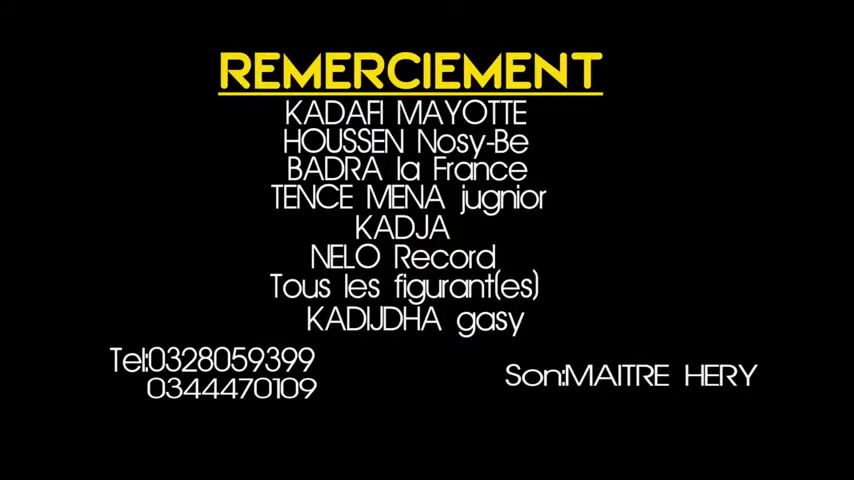 REMERCIEMENT
KADAFI MAYOTTE
HOUSSEN Nosy-Be
BADRA la France
TENCE MENA jugnior
KADJA
NELO Record
Tous les figurant(es)
KADIJDHA gasy
Tel:0328059399
0344470109
Son:MAITRE HERY